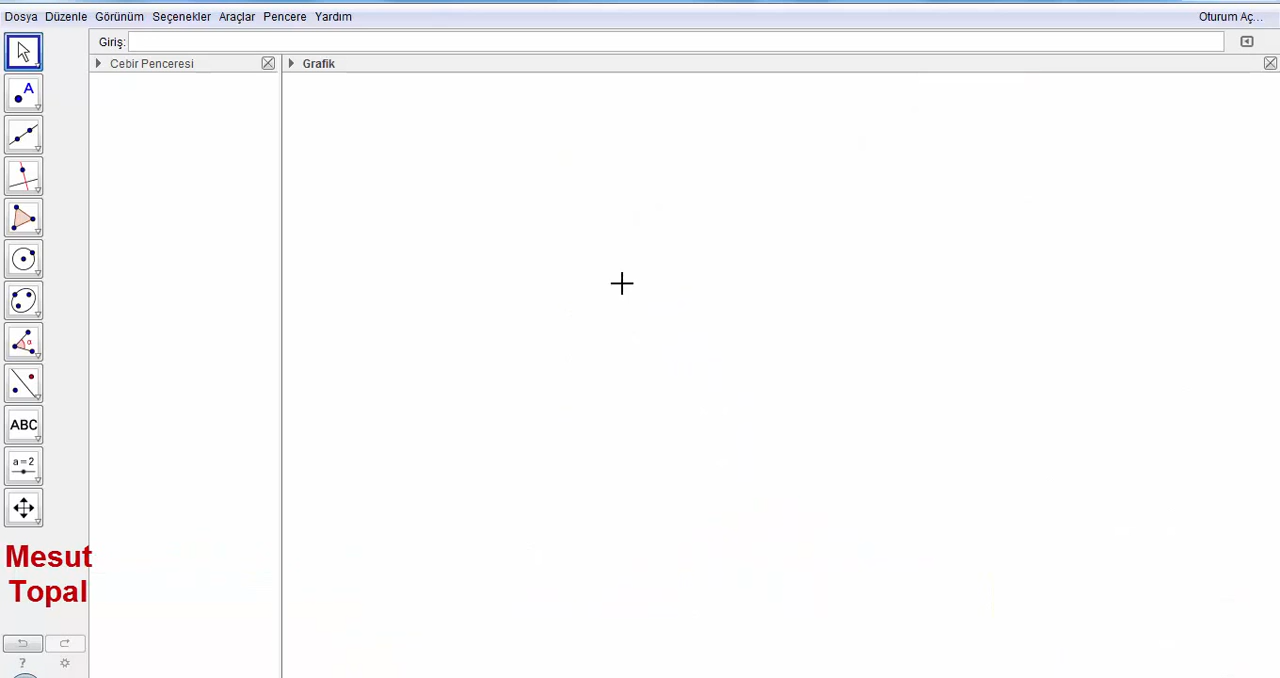 Dosya Düzenle Görünüm Seçenekler Araçlar Pencere Yardım Oturum Aç...
Giriş:
Cebir Penceresi Grafik
A
α
ABC
a=2
Mesut
Topal
?